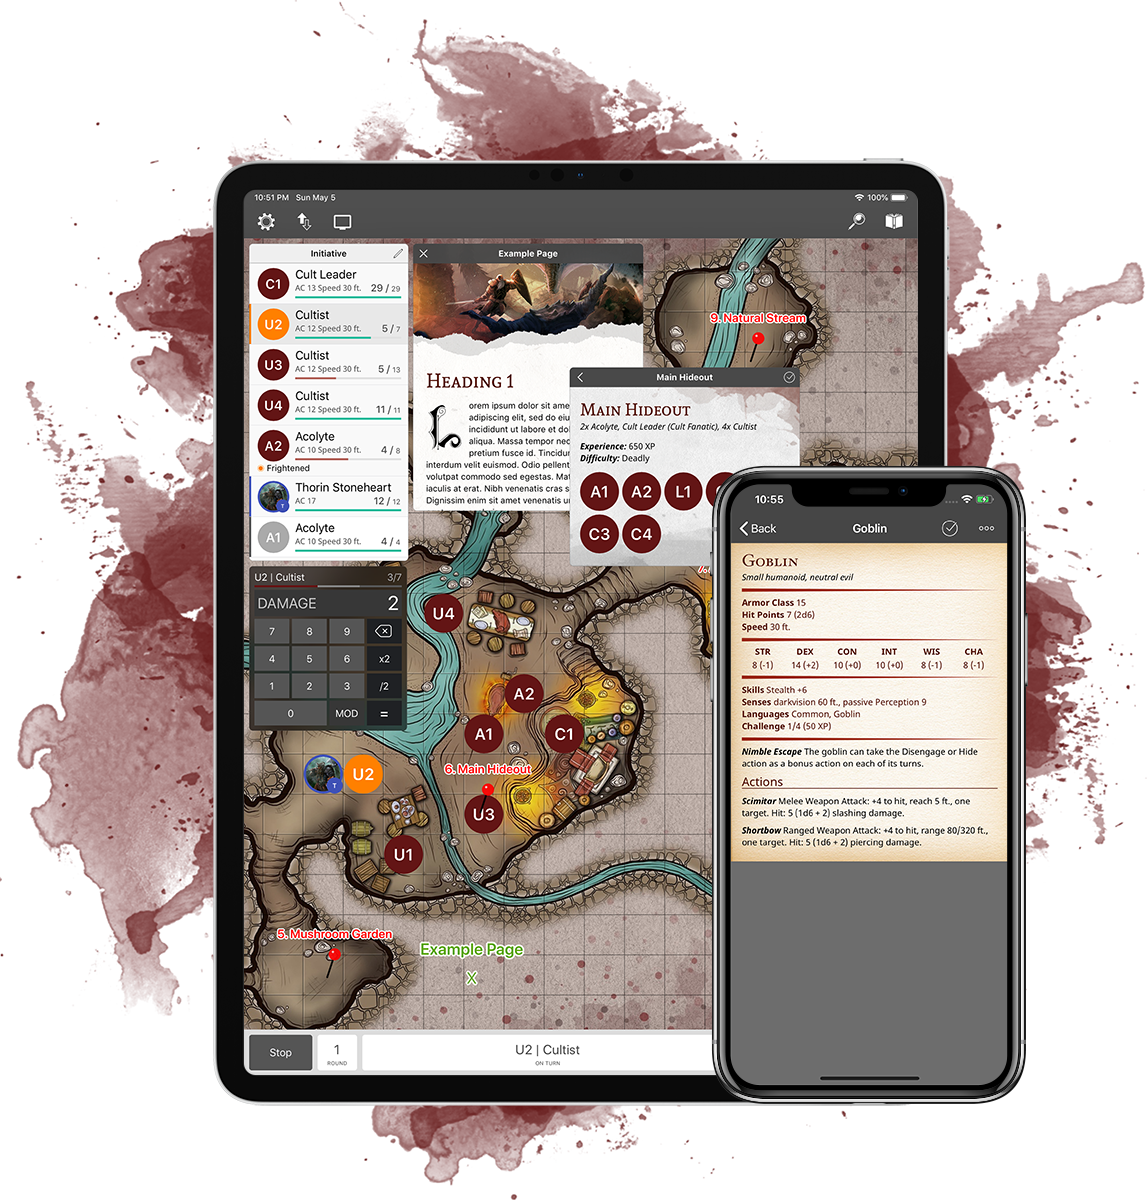 10:51 PM Sun May 5
100%
Initiative
C1
Cult Leader
AC 13 Speed 30 ft.
29 / 29
U2
Cultist
AC 12 Speed 30 ft.
5 / 7
U3
Cultist
AC 12 Speed 30 ft.
5 / 13
U4
Cultist
AC 12 Speed 30 ft.
11 / 11
A2
Acolyte
AC 10 Speed 30 ft.
4 / 8
Frightened
Thorin Stoneheart
AC 17
12 / 12
T
A1
Acolyte
AC 10 Speed 30 ft.
4 / 4
U2 | Cultist
3/7
DAMAGE 2
7 8 9
4 5 6 x2
1 2 3 /2
0 MOD =
Example Page
HEADING 1
Lorem ipsum dolor sit ame
adipiscing elit, sed do eiu
incididunt ut labore et dol
aliqua. Massa tempor nec
pretium fusce id. Tincidun
interdum velit euismod. Odio pellent
volutpat commodo sed egestas. Mat
iaculis at erat. Nibh venenatis cras s
Dignissim enim sit amet venenatis u
9. Natural Stream
Main Hideout
MAIN HIDEOUT
2x Acolyte, Cult Leader (Cult Fanatic), 4x Cultist
Experience: 650 XP
Difficulty: Deadly
A1 A2 L1
C3 C4
U4
A2
A1
C1
6. Main Hideout
T
U2
U3
U1
5. Mushroom Garden
Example Page
X
Stop
1
ROUND
U2 | Cultist
ON TURN
10:55
Back
Goblin
GOBLIN
Small humanoid, neutral evil
Armor Class 15
Hit Points 7 (2d6)
Speed 30 ft.
STR DEX CON INT WIS CHA
8 (-1) 14 (+2) 10 (+0) 10 (+0) 8 (-1) 8 (-1)
Skills Stealth +6
Senses darkvision 60 ft., passive Perception 9
Languages Common, Goblin
Challenge 1/4 (50 XP)
Nimble Escape The goblin can take the Disengage or Hide
action as a bonus action on each of its turns.
Actions
Scimitar Melee Weapon Attack: +4 to hit, reach 5 ft., one
target. Hit: 5 (1d6 + 2) slashing damage.
Shortbow Ranged Weapon Attack: +4 to hit, range 80/320 ft.,
one target. Hit: 5 (1d6 + 2) piercing damage.